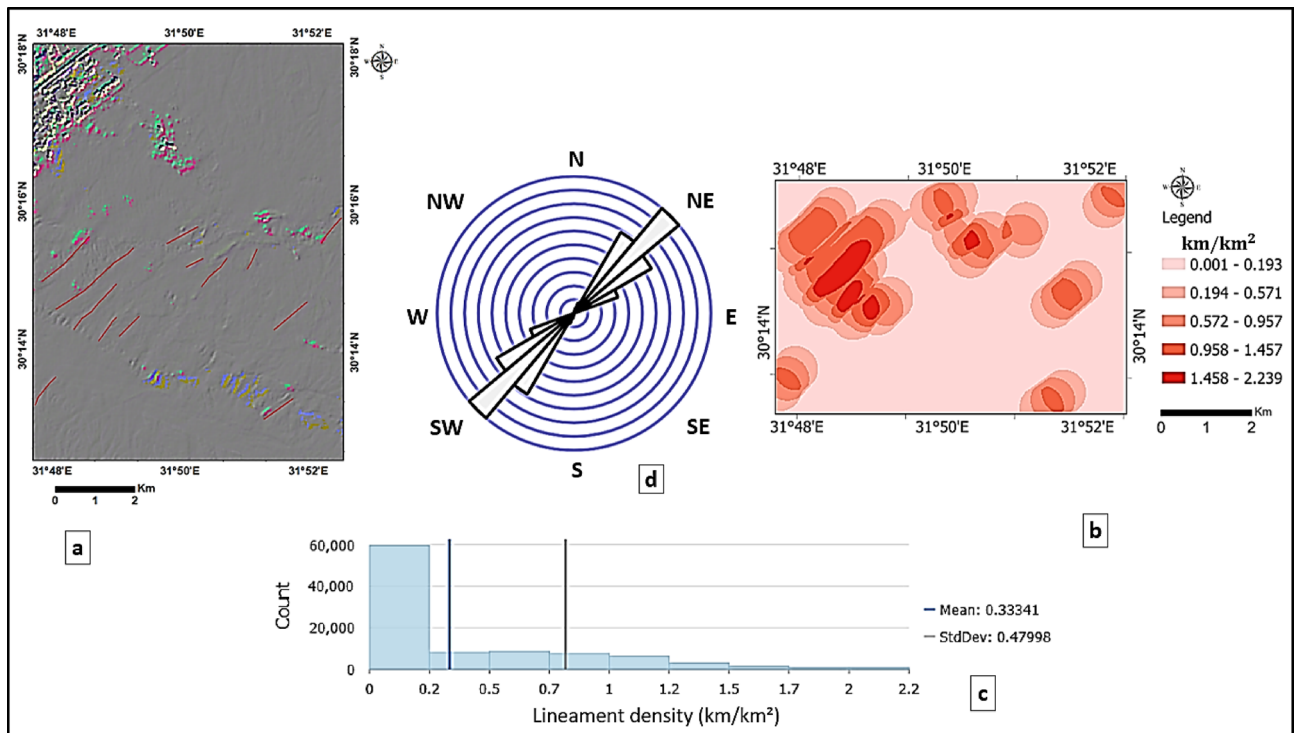 31°48'E 31°50'E 31°52'E
30°18'N 30°18'N
N
W E
S
30°16'N 30°16'N
30°14'N 30°14'N
31°48'E 31°50'E 31°52'E
Km
0 1 2
a
N
NW NE
W E
SW SE
S
d
31°48'E 31°50'E 31°52'E
30°14'N 30°14'N
31°48'E 31°50'E 31°52'E
N
W E
S
Legend
km/km²
0.001 - 0.193
0.194 - 0.571
0.572 - 0.957
0.958 - 1.457
1.458 - 2.239
Km
0 1 2
b
60,000
40,000
20,000
0
Count
0 0.2 0.5 0.7 1 1.2 1.5 1.7 2 2.2
Lineament density (km/km²)
Mean: 0.33341
StdDev: 0.47998
c